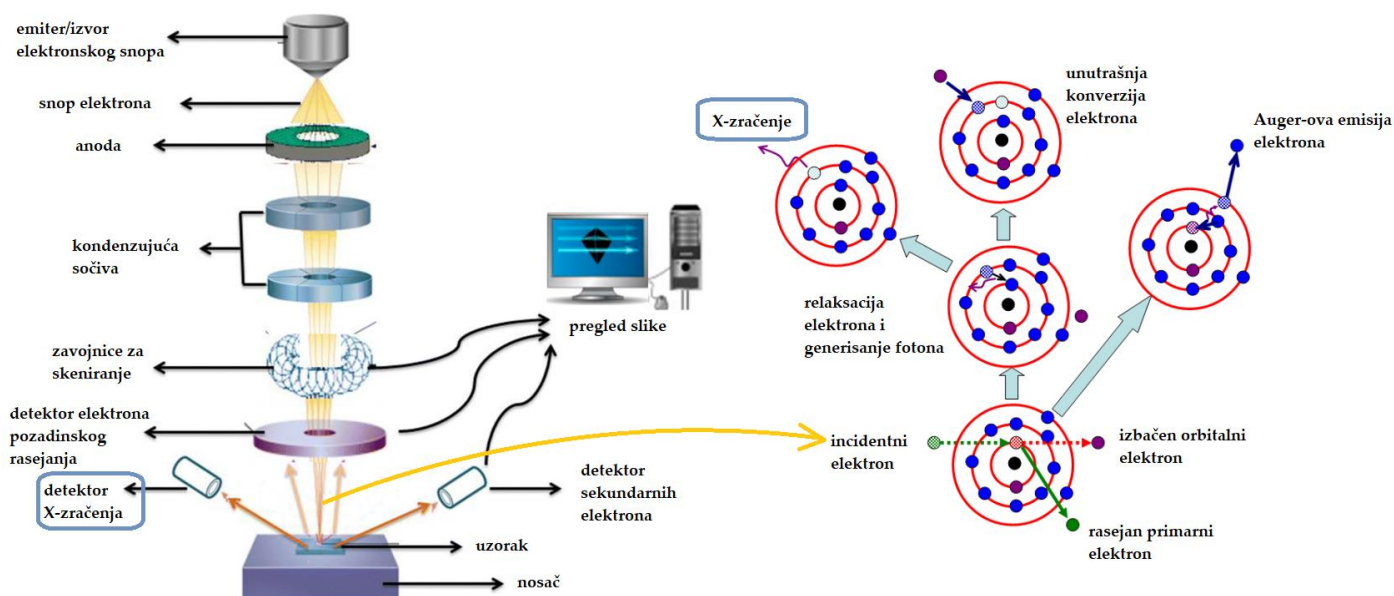 emiter/izvor
elektronskog snopa
snop elektrona
anoda
kondenzujuća
sočiva
zavojnice za
skeniranje
detektor elektrona
pozadinskog
rasejanja
detektor
X-zračenja
pregled slike
detektor
sekundarnih
elektrona
uzorak
nosač
X-zračenje
unutrašnja
konverzija
elektrona
Auger-ova emisija
elektrona
relaksacija
elektrona i
generisanje fotona
incidentni
elektron
izbačen orbitalni
elektron
rasejan primarni
elektron